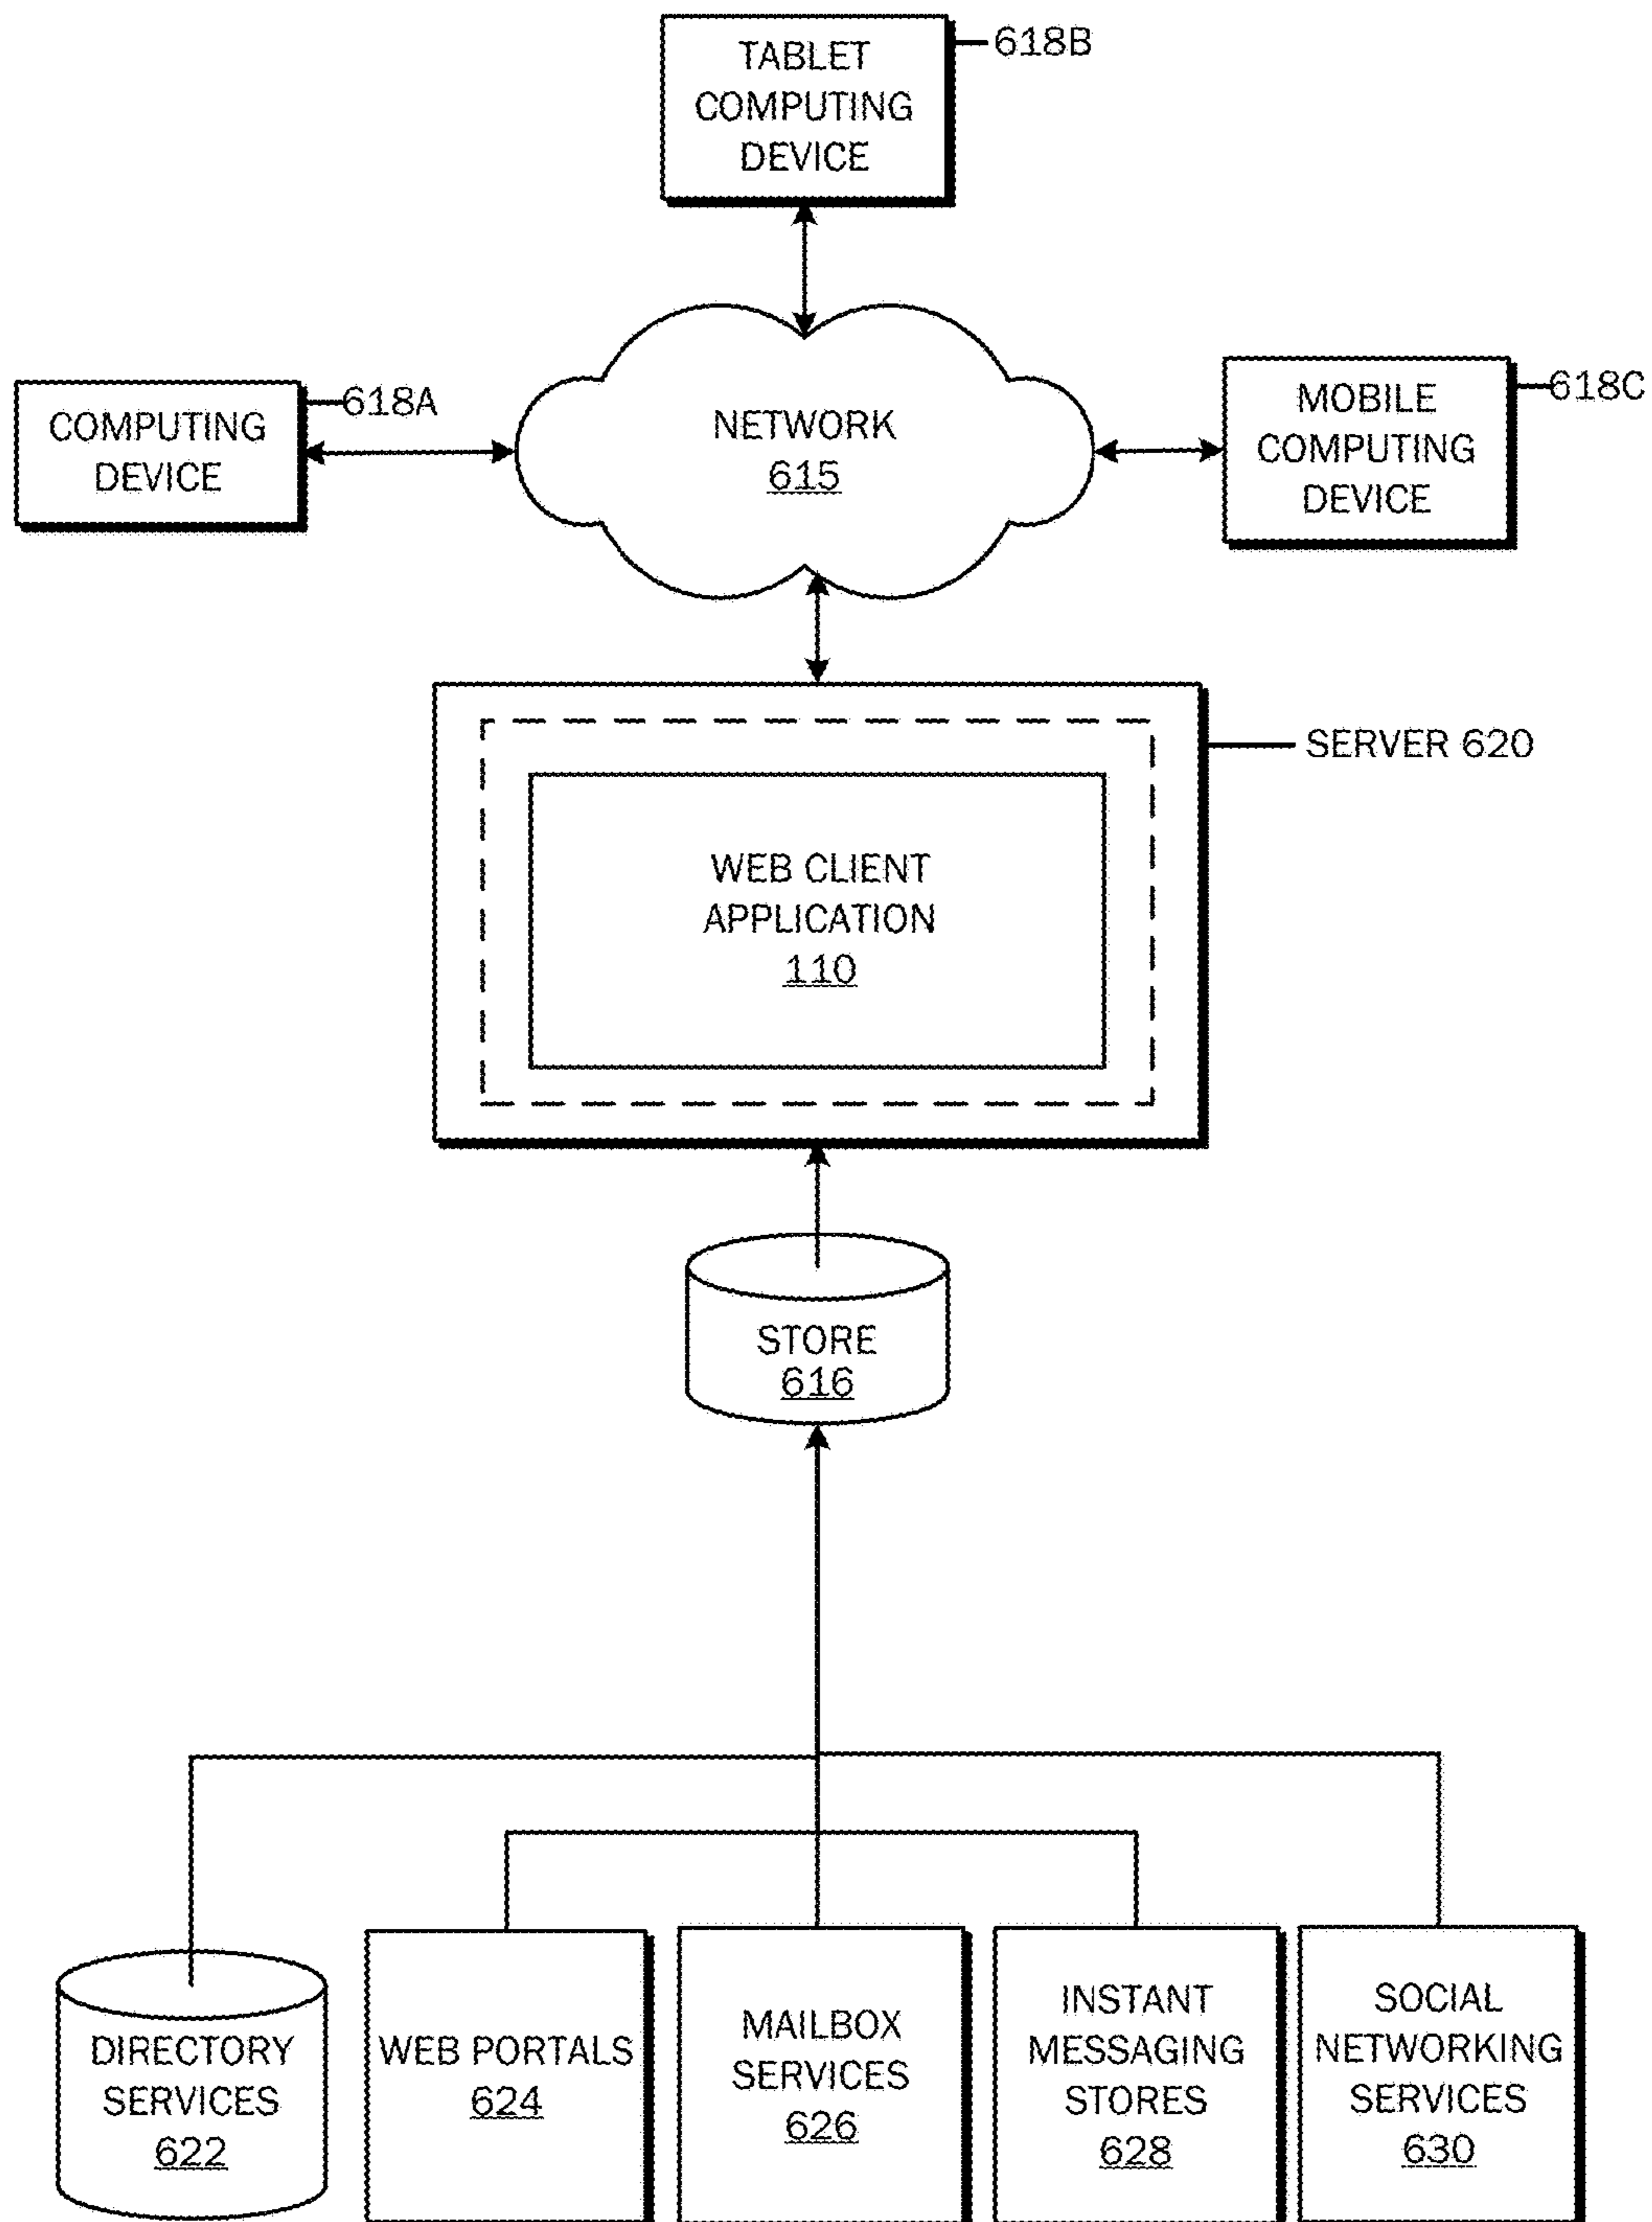 TABLET
COMPUTING
DEVICE
618B
COMPUTING
DEVICE
618A
NETWORK
615
MOBILE
COMPUTING
DEVICE
618C
SERVER 620
WEB CLIENT
APPLICATION
110
STORE
616
DIRECTORY
SERVICES
622
WEB PORTALS
624
MAILBOX
SERVICES
626
INSTANT
MESSAGING
STORES
628
SOCIAL
NETWORKING
SERVICES
630